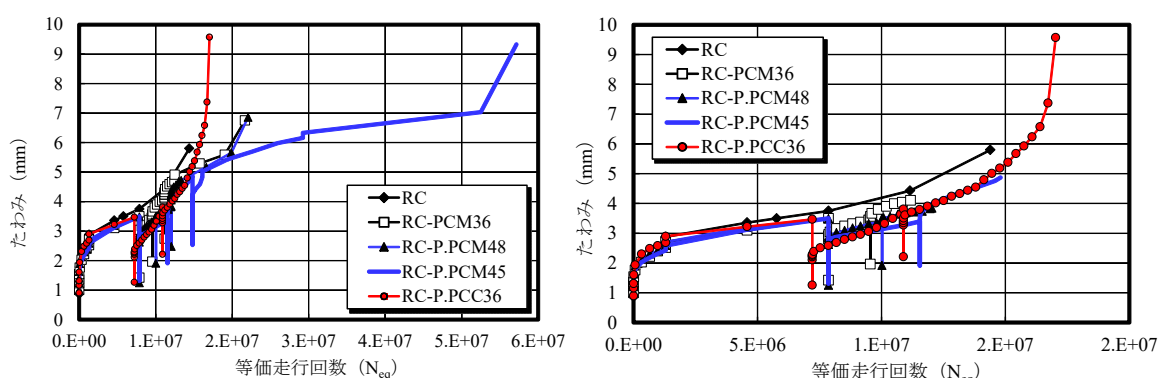 10
9
8
7
6
5
4
3
2
1
0
たわみ（mm）
0.E+00
1.E+07
2.E+07
3.E+07
4.E+07
5.E+07
6.E+07
等価走行回数（Neq）
RC
RC-PCM36
RC-P.PCM48
RC-P.PCM45
RC-P.PCC36
10
9
8
7
6
5
4
3
2
1
0
たわみ（mm）
0.E+00
5.E+06
1.E+07
2.E+07
2.E+07
等価走行回数（N
RC
RC-PCM36
RC-P.PCM48
RC-P.PCM45
RC-P.PCC36